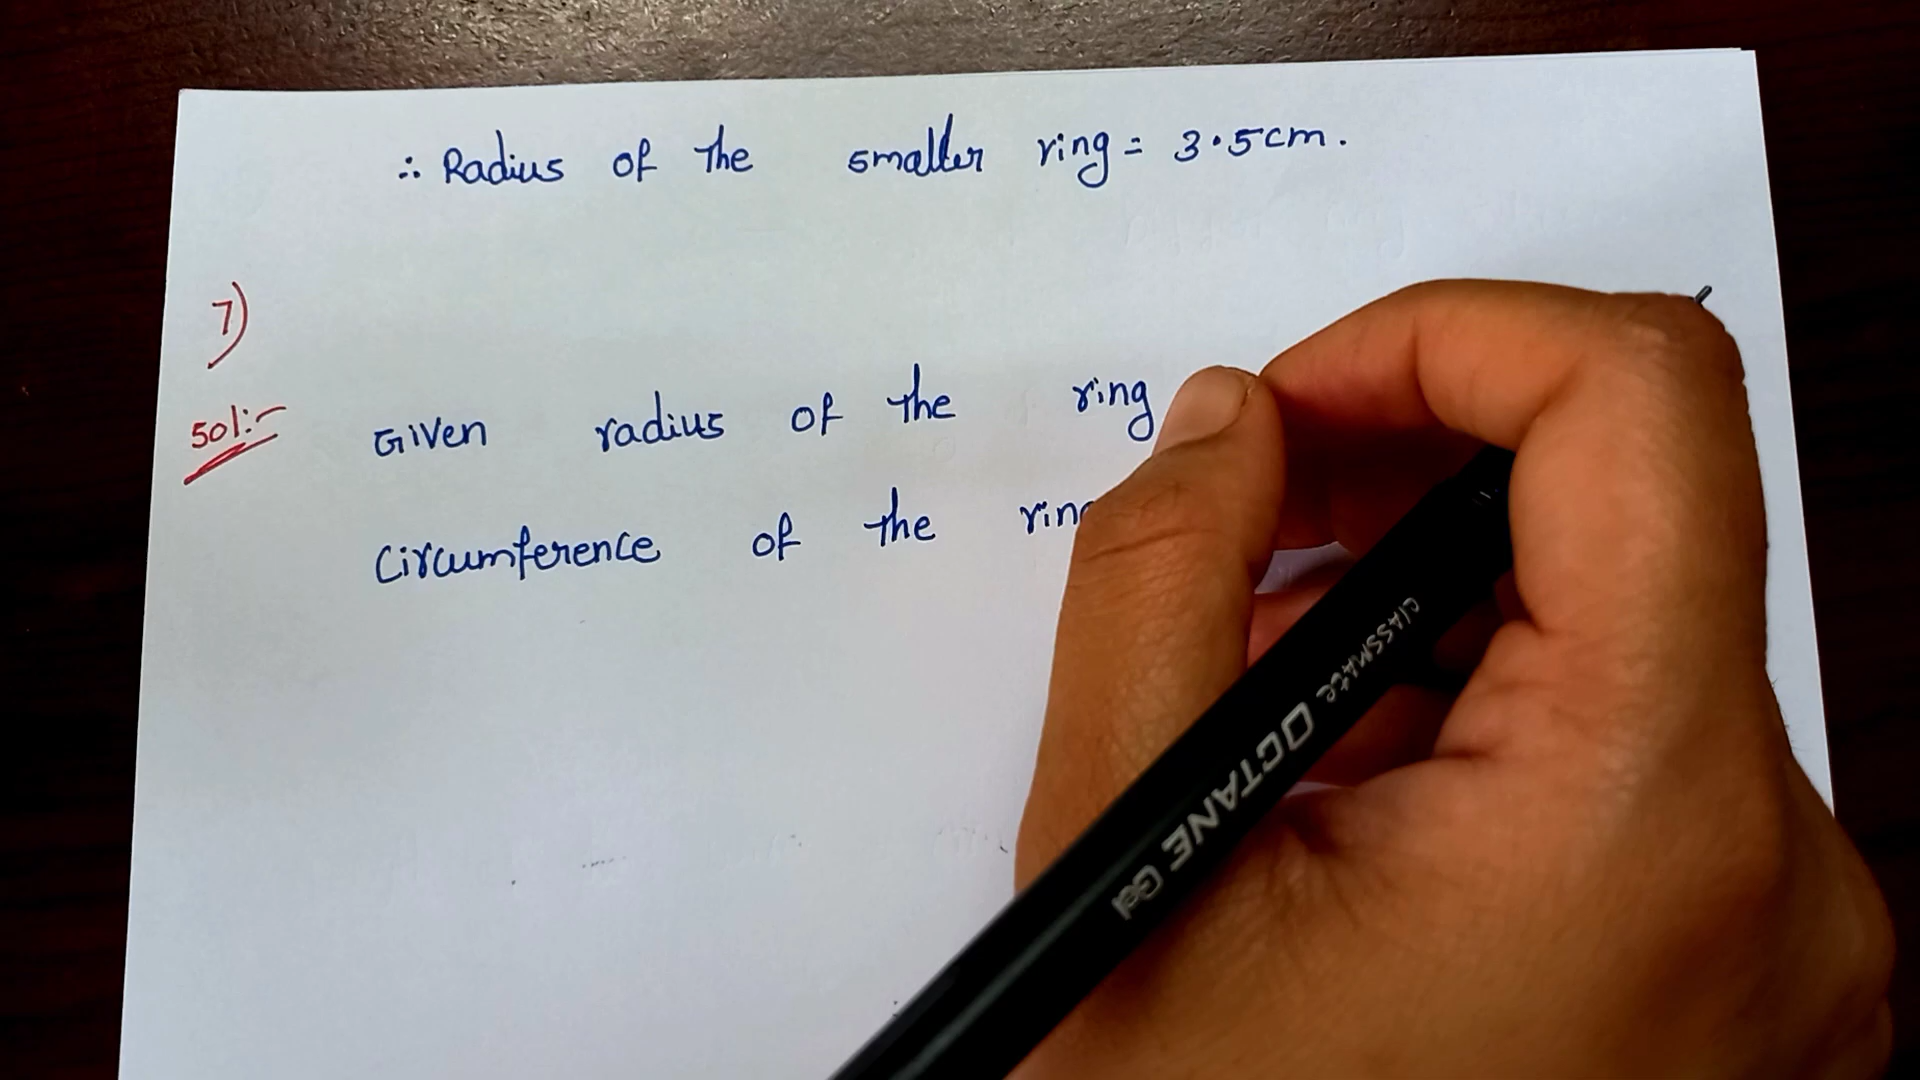 ∴ Radius of the smaller ring = 3.5cm.
7)
Sol:- Given radius of the ring
Circumference of the ring
classmate OCTANE Gel